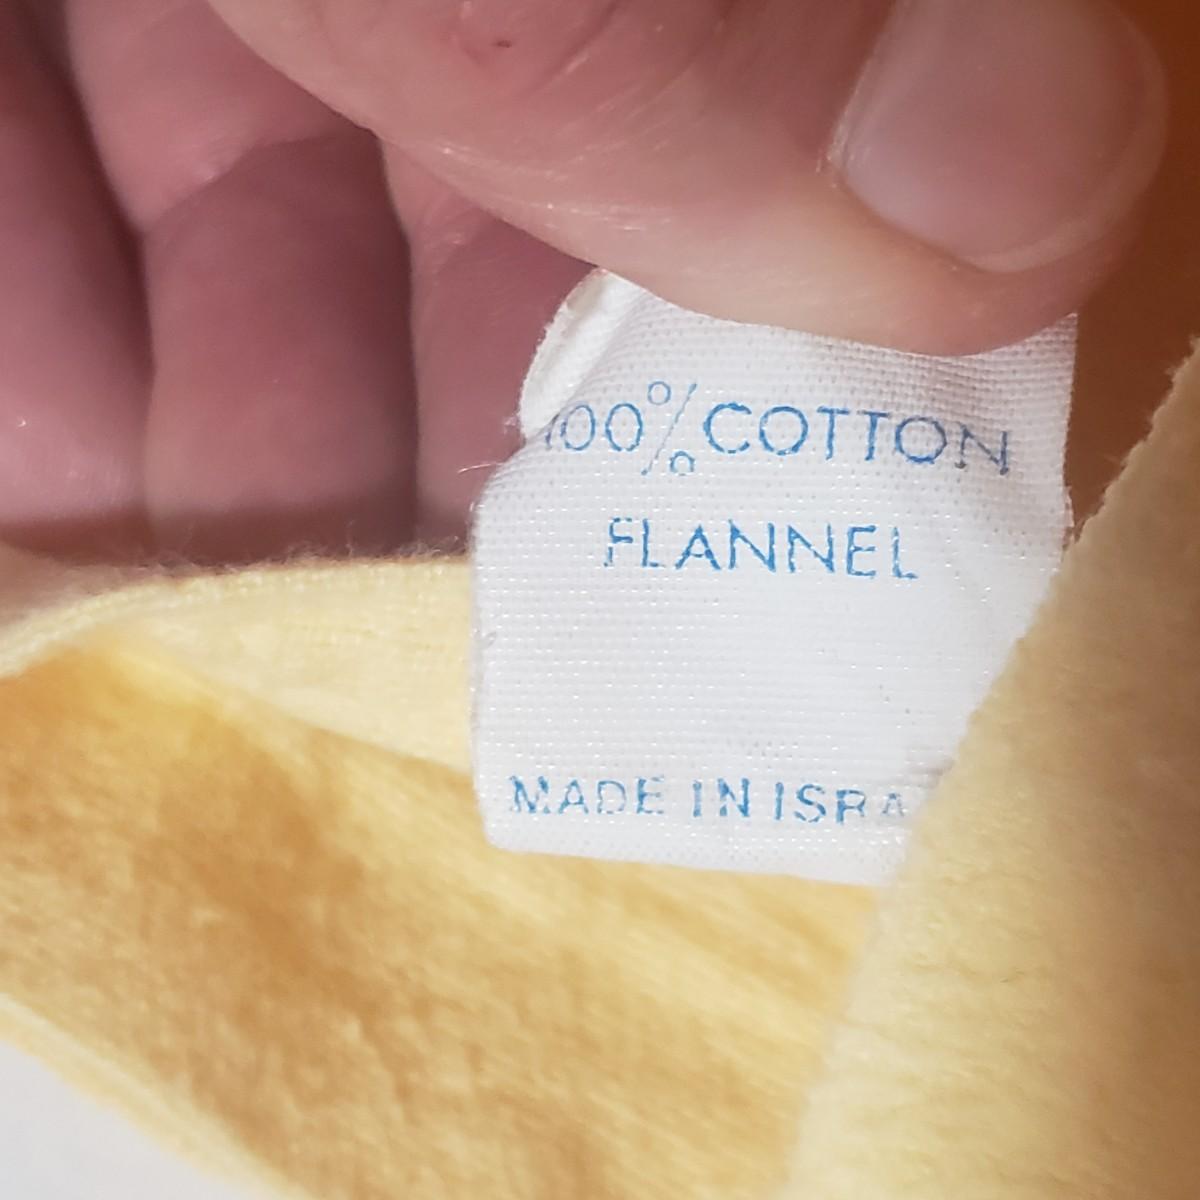 100% COTTON
FLANNEL
MADE IN ISRA